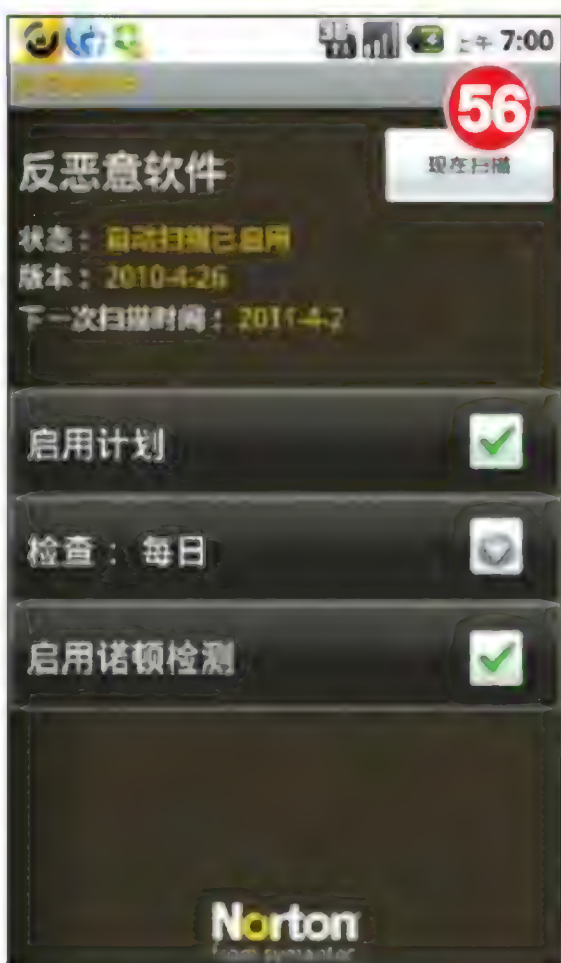 上午 7:00
56
反恶意软件
现在扫描
状态：自动扫描已启用
版本：2010-4-26
下一次扫描时间：2011-4-2
启用计划
检查：每日
启用诺顿检测
Norton
from symantec